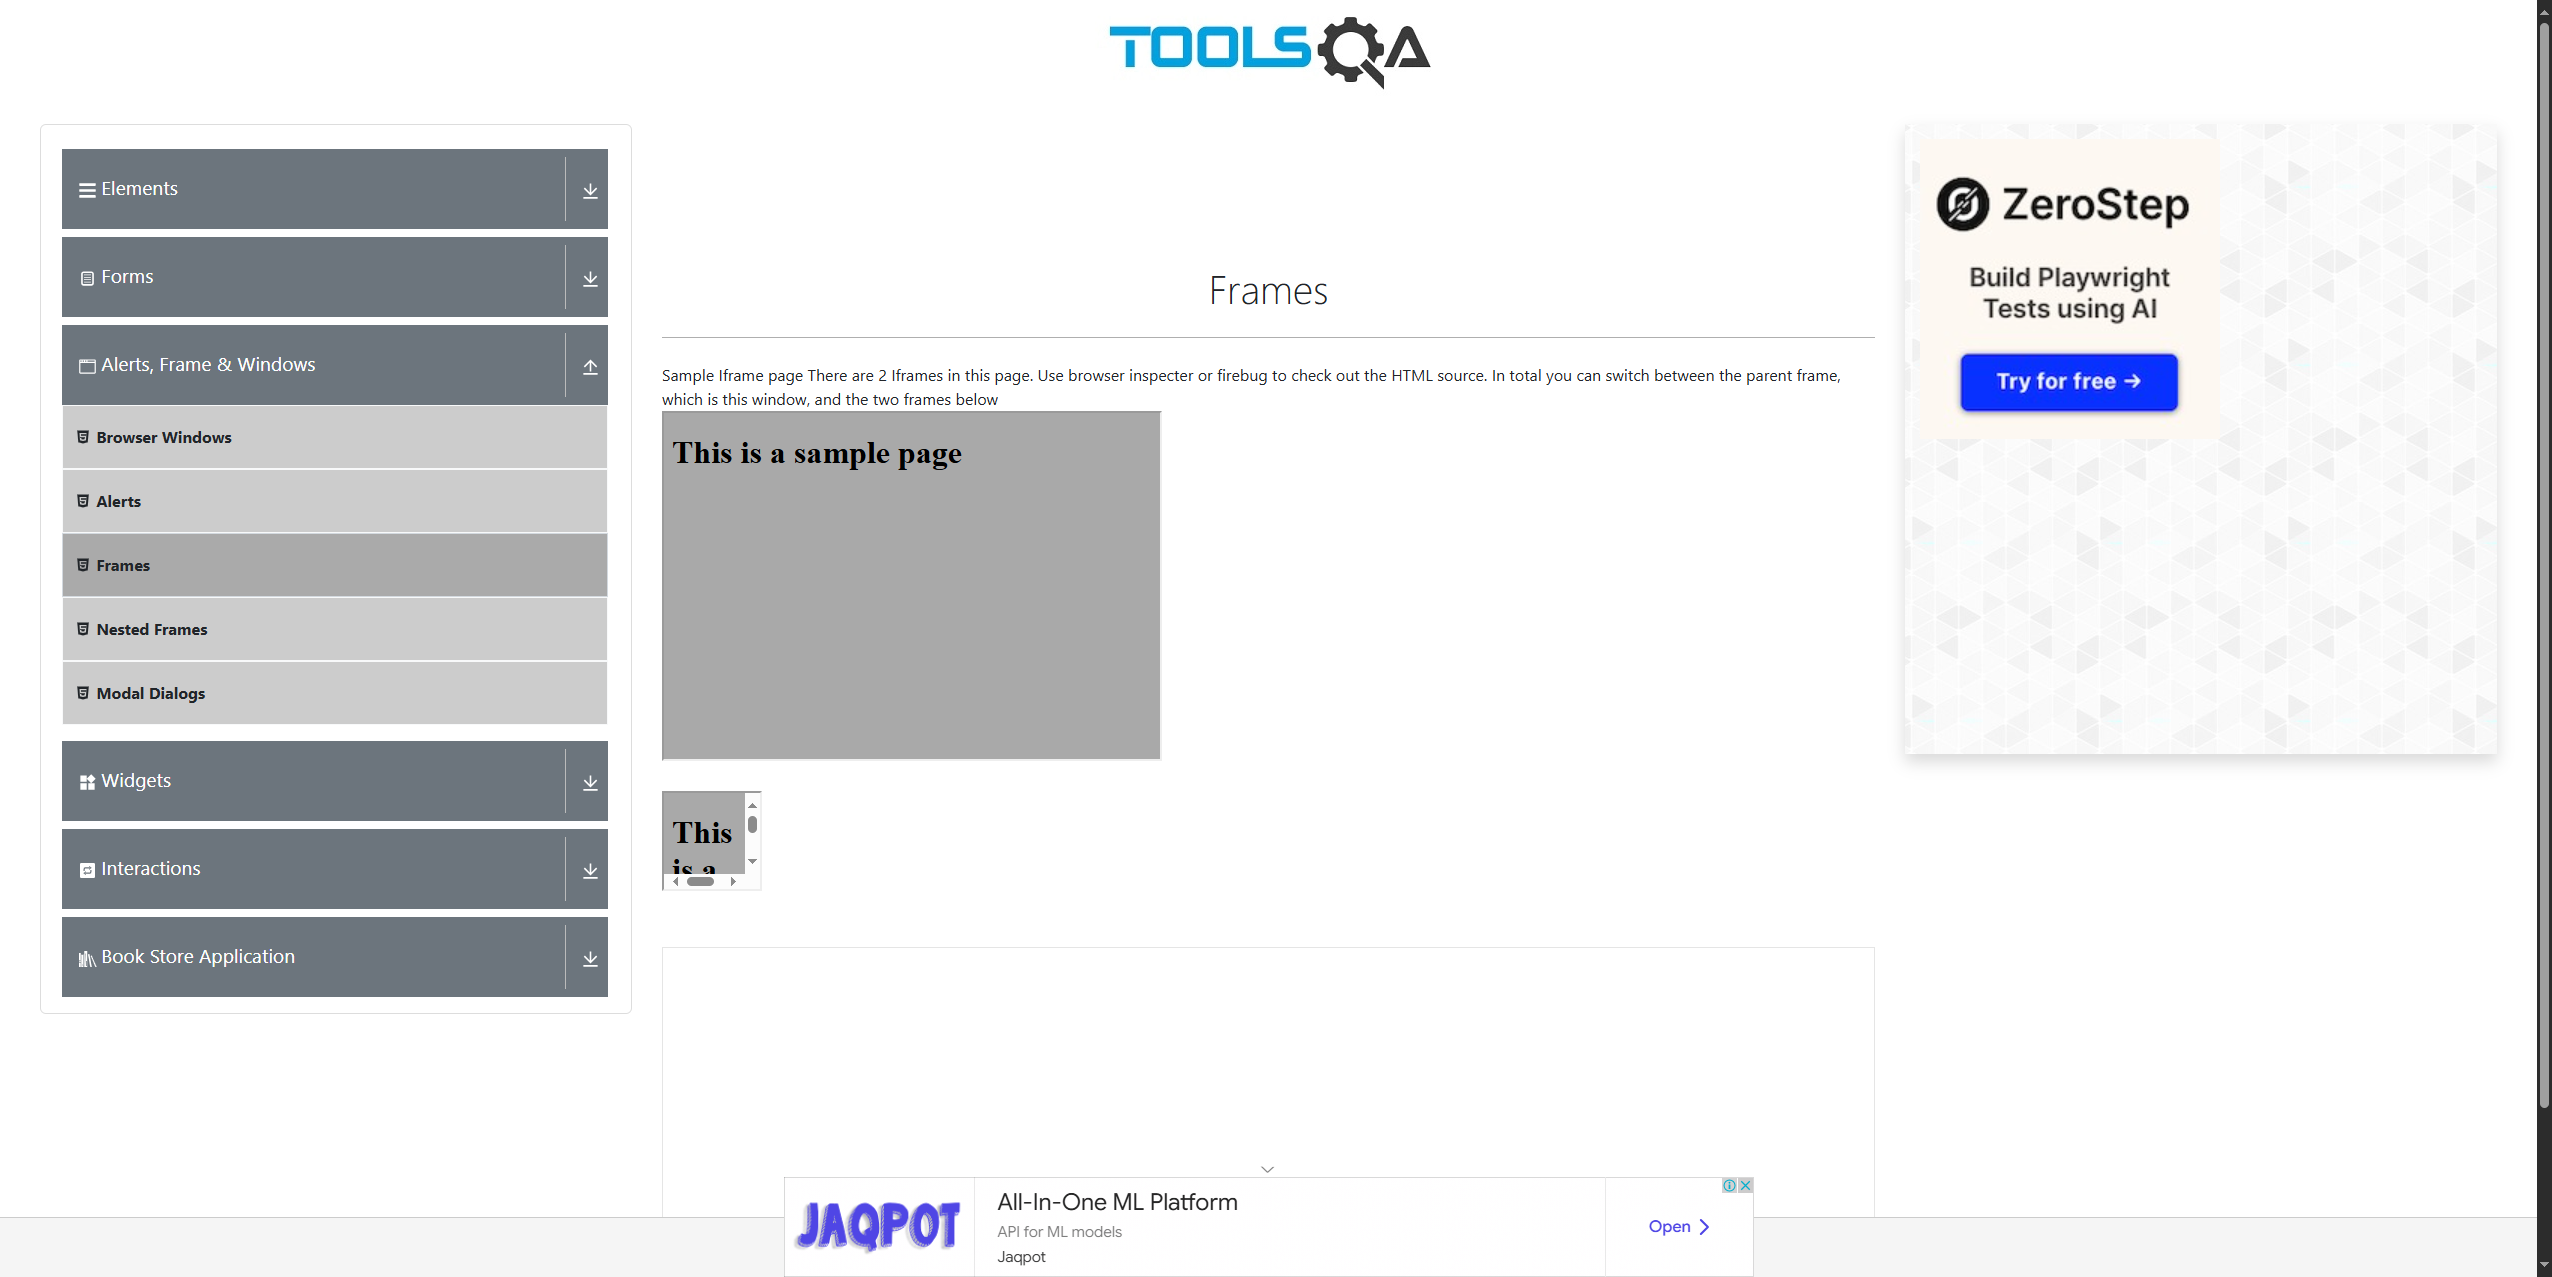 TOOLSQA
Elements
Forms
Alerts, Frame & Windows
Browser Windows
Alerts
Frames
Nested Frames
Modal Dialogs
Widgets
Interactions
Book Store Application
Frames
Sample Iframe page There are 2 Iframes in this page. Use browser inspecter or firebug to check out the HTML source. In total you can switch between the parent frame,
which is this window, and the two frames below
This is a sample page
This
is a
ZeroStep
Build Playwright
Tests using AI
Try for free →
JAQPOT
All-In-One ML Platform
API for ML models
Jaqpot
Open